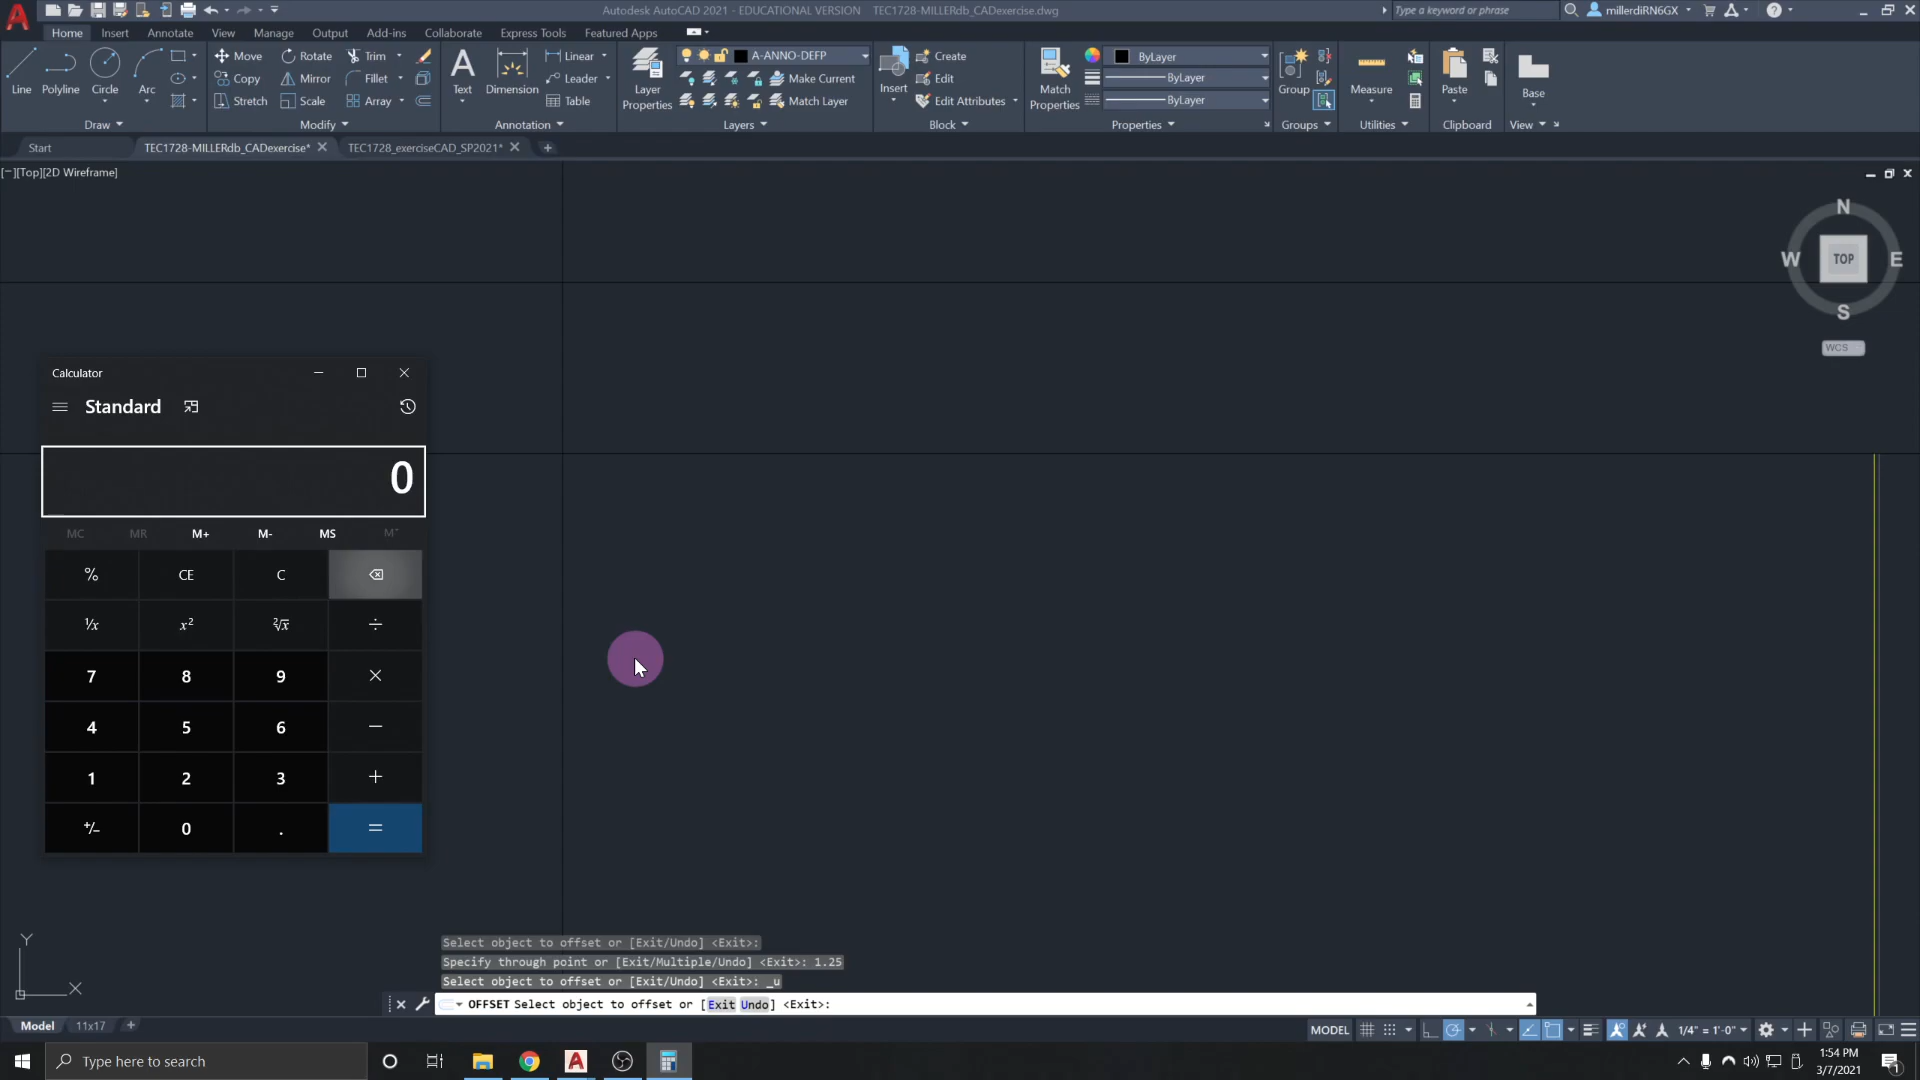 Autodesk AutoCAD 2021 - EDUCATIONAL VERSION TEC1728-MILLERdb_CADexercise.dwg
Type a keyword or phrase
millerdiRN6GX
Home Insert Annotate View Manage Output Add-ins Collaborate Express Tools Featured Apps
Line
Polyline
Circle
Arc
Draw
Move
Rotate
Trim
Copy
Mirror
Fillet
Stretch
Scale
Array
Modify
Text
Dimension
Linear
Leader
Table
Annotation
Layer
Properties
A-ANNO-DEFP
Make Current
Match Layer
Layers
Insert
Create
Edit
Edit Attributes
Block
Match
Properties
ByLayer
ByLayer
ByLayer
Properties
Group
Groups
Measure
Utilities
Paste
Clipboard
Base
View
Start
TEC1728-MILLERdb_CADexercise*
TEC1728_exerciseCAD_SP2021*
[−][Top][2D Wireframe]
N
W TOP E
S
WCS
Calculator
Standard
0
MC MR M+ M- MS M˅
% CE C
¹/x x² ²√x ÷
7 8 9 ×
4 5 6 −
1 2 3 +
+/− 0 . =
Y
X
Select object to offset or [Exit/Undo] <Exit>:
Specify through point or [Exit/Multiple/Undo] <Exit>: 1.25
Select object to offset or [Exit/Undo] <Exit>: _u
OFFSET Select object to offset or [Exit Undo] <Exit>:
Model 11x17
MODEL
1/4" = 1'-0"
Type here to search
1:54 PM
3/7/2021
1